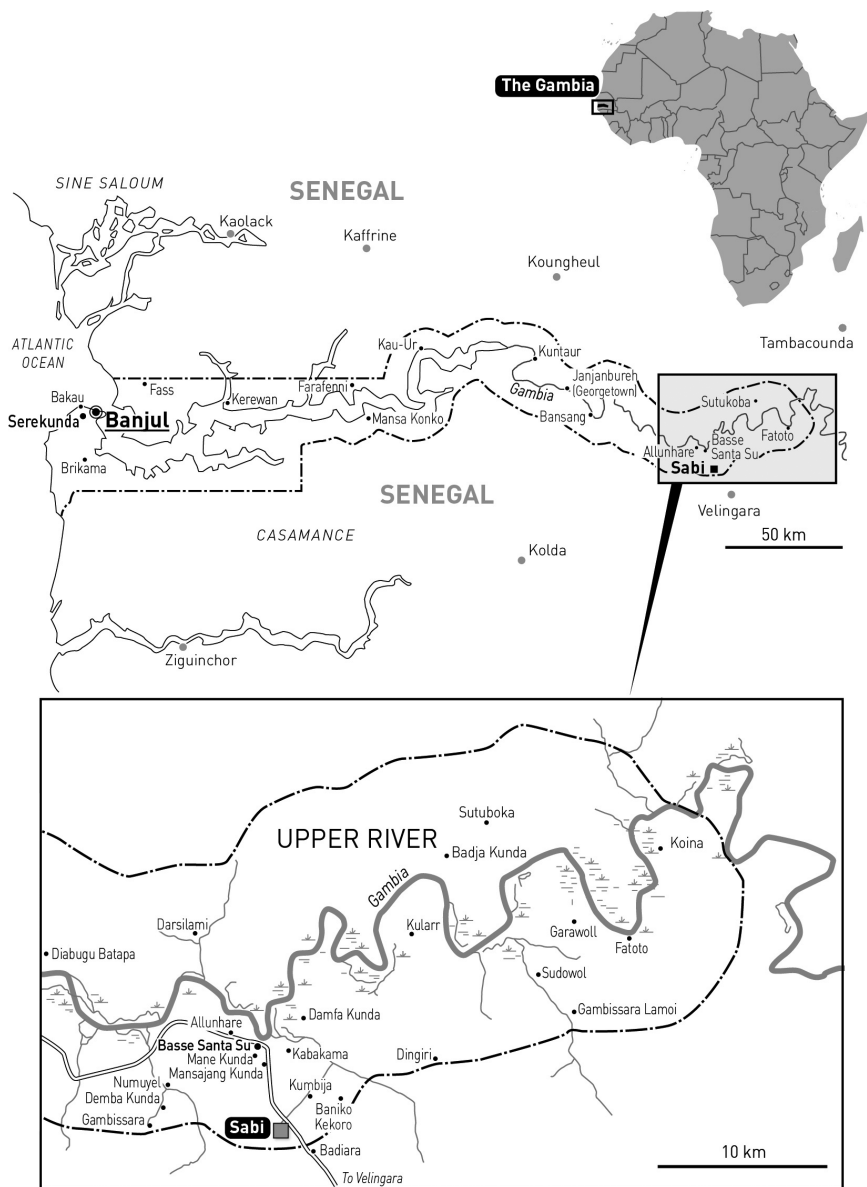 The Gambia
SINE SALOUM
SENEGAL
Kaolack
Kaffrine
Koungheul
Tambacounda
ATLANTIC
OCEAN
Kau-Ur
Kuntaur
Fass
Kerewan
Farafenni
Gambia
Janjanbureh
(Georgetown)
Sutukoba
Bakau
Serekunda
Banjul
Mansa Konko
Bansang
Fatoto
Allunhare
Basse
Santa Su
Brikama
Sabi
SENEGAL
Velingara
CASAMANCE
Kolda
50 km
Ziguinchor
Sutuboka
UPPER RIVER
Badja Kunda
Koina
Gambia
Darsilami
Kularr
Garawoll
Fatoto
Diabugu Batapa
Sudowol
Damfa Kunda
Gambissara Lamoi
Allunhare
Basse Santa Su
Mane Kunda
Mansajang Kunda
Kabakama
Dingiri
Numuyel
Demba Kunda
Kumbija
Baniko
Kekoro
Gambissara
Sabi
Badiara
To Velingara
10 km